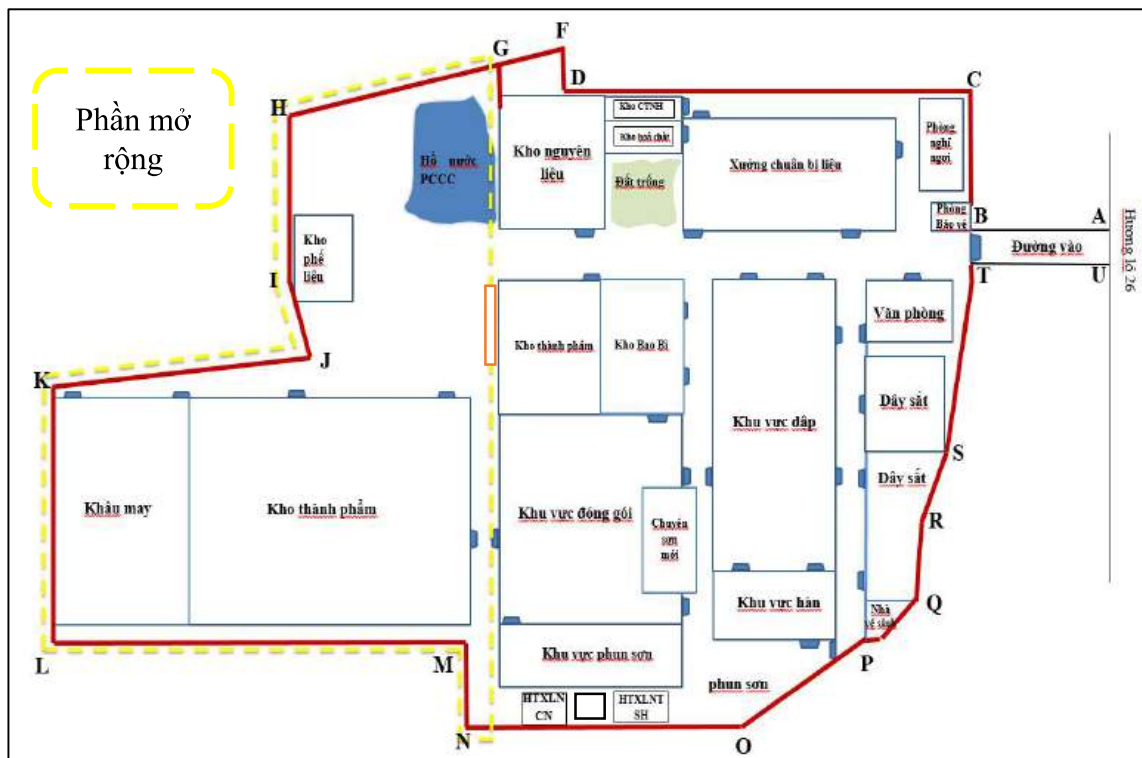 F
G
D
C
H
Phần mở
rộng
Kho CTNH
Kho hoá chất
Phòng
nghỉ
ngơi
Kho nguyên
liệu
Xưởng chuẩn bị liệu
Hồ nước
PCCC
Đất trống
Phòng
Bảo vệ
B
A
Đường vào
Hương lộ 26
T
U
Kho
phế
liệu
I
Văn phòng
Kho thành phẩm
Kho Bao Bì
J
K
Dây sắt
Khu vực dập
S
Dây sắt
Khâu may
Kho thành phẩm
Khu vực đóng gói
Chuyền
sơn
mới
R
Khu vực hàn
Q
Nhà
vệ sinh
L
M
Khu vực phun sơn
P
phun sơn
HTXLN
CN
HTXLNT
SH
N
O